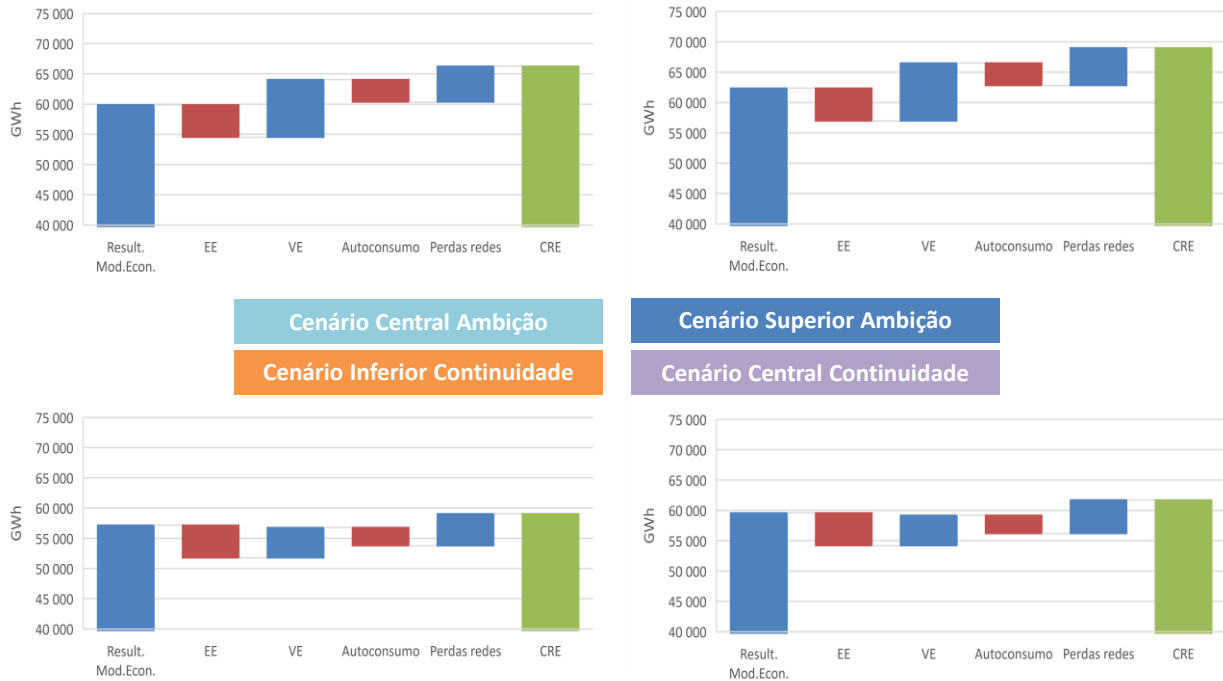 75 000
70 000
65 000
60 000
55 000
50 000
45 000
40 000
GWh
Result.
Mod.Econ.
EE
VE
Autoconsumo
Perdas redes
CRE
75 000
70 000
65 000
60 000
55 000
50 000
45 000
40 000
GWh
Result.
Mod.Econ.
EE
VE
Autoconsumo
Perdas redes
CRE
Cenário Central Ambição
Cenário Superior Ambição
Cenário Inferior Continuidade
Cenário Central Continuidade
75 000
70 000
65 000
60 000
55 000
50 000
45 000
40 000
GWh
Result.
Mod.Econ.
EE
VE
Autoconsumo
Perdas redes
CRE
75 000
70 000
65 000
60 000
55 000
50 000
45 000
40 000
GWh
Result.
Mod.Econ.
EE
VE
Autoconsumo
Perdas redes
CRE